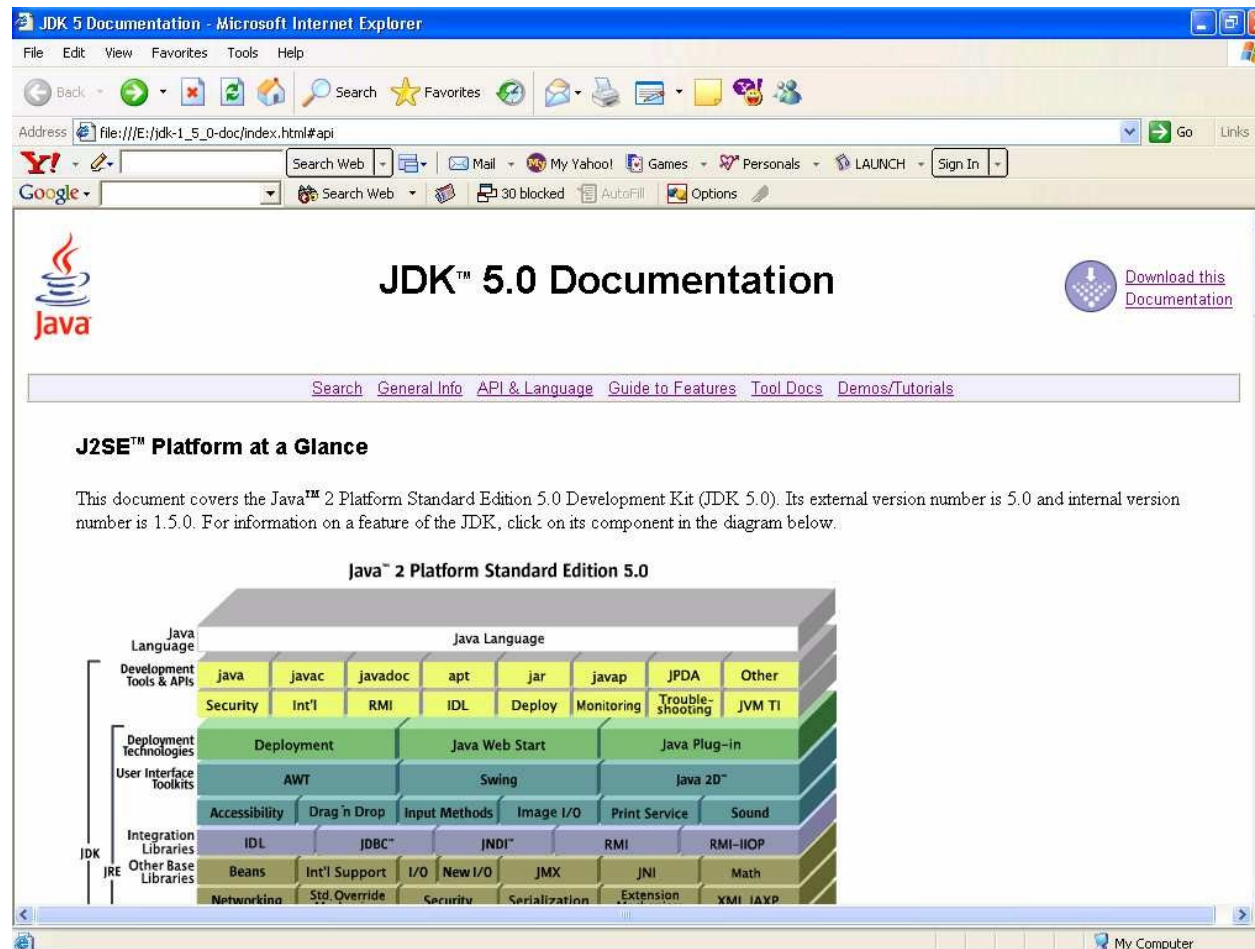 JDK 5 Documentation - Microsoft Internet Explorer
File Edit View Favorites Tools Help
Back Search Favorites
Address file:///E:/jdk-1_5_0-doc/index.html#api Go Links
Y! Search Web Mail My Yahoo! Games Personals LAUNCH Sign In
Google Search Web 30 blocked AutoFill Options
Java
JDK™ 5.0 Documentation
Download this
Documentation
Search General Info API & Language Guide to Features Tool Docs Demos/Tutorials
J2SE™ Platform at a Glance
This document covers the Java™ 2 Platform Standard Edition 5.0 Development Kit (JDK 5.0). Its external version number is 5.0 and internal version
number is 1.5.0. For information on a feature of the JDK, click on its component in the diagram below.
Java™ 2 Platform Standard Edition 5.0
Java
Language
Java Language
Development
Tools & APIs
java javac javadoc apt jar javap JPDA Other
Security Int'l RMI IDL Deploy Monitoring Trouble-
shooting JVM TI
Deployment
Technologies
Deployment Java Web Start Java Plug-in
User Interface
Toolkits
AWT Swing Java 2D™
Accessibility Drag 'n Drop Input Methods Image I/O Print Service Sound
Integration
Libraries
IDL JDBC™ JNDI™ RMI RMI-IIOP
JDK
JRE
Other Base
Libraries
Beans Int'l Support I/O New I/O JMX JNI Math
Networking Std. Override Security Serialization Extension XML JAXP
My Computer